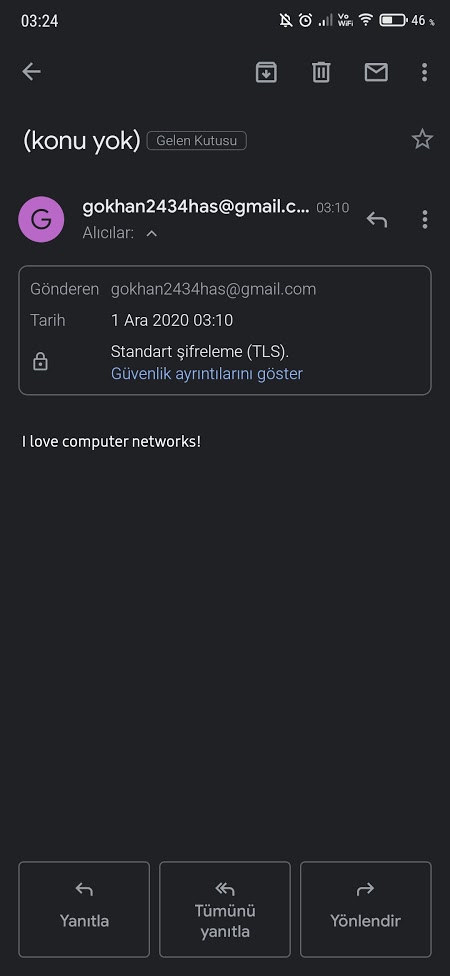 03:24
Vo
WiFi
46 %
(konu yok) Gelen Kutusu
G
gokhan2434has@gmail.c... 03:10
Alıcılar:
Gönderen gokhan2434has@gmail.com
Tarih 1 Ara 2020 03:10
Standart şifreleme (TLS).
Güvenlik ayrıntılarını göster
I love computer networks!
Yanıtla
Tümünü
yanıtla
Yönlendir